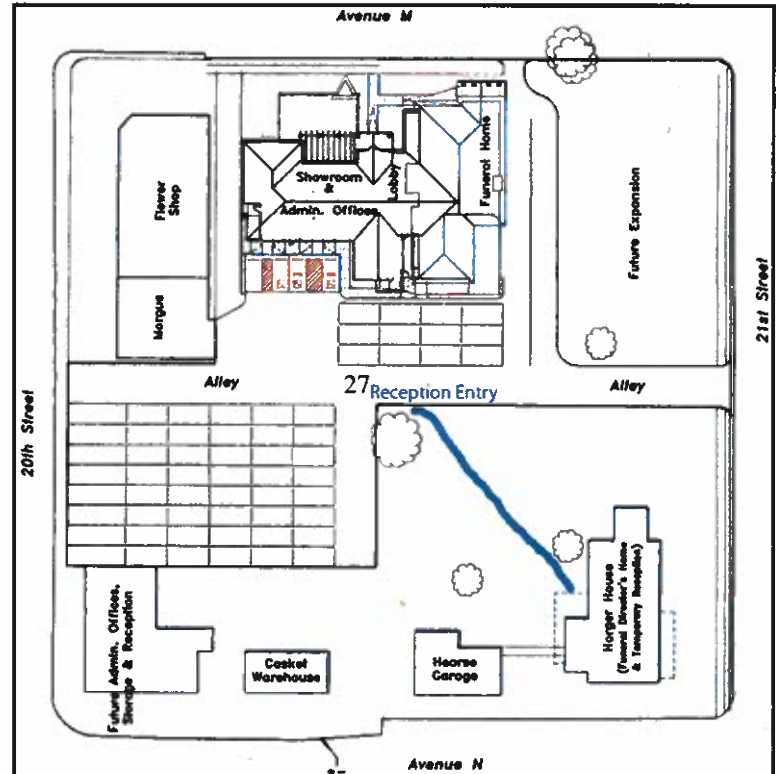 Avenue M
Flower
Shop
Showroom
&
Lobby
Admin. Offices
Funeral Home
Future Expansion
21st Street
Morgue
Alley
27 Reception Entry
Alley
20th Street
Future Admin. Offices,
Storage & Reception
Casket
Warehouse
Hearse
Garage
Horger House
(Funeral Director's Home
& Temporary Reception)
Avenue N